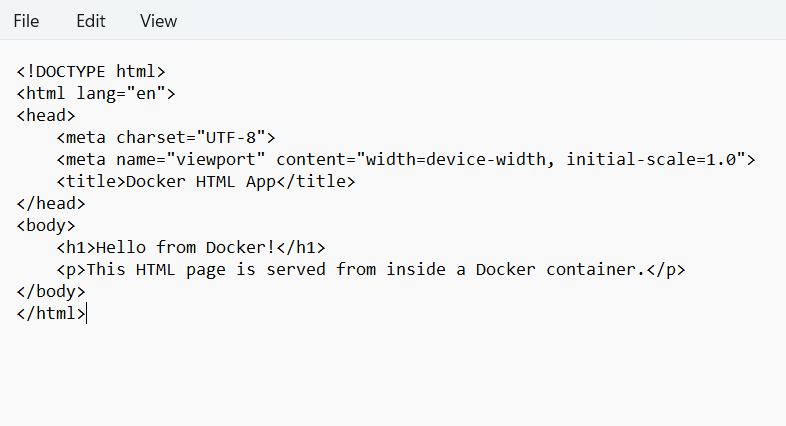 File Edit View
<!DOCTYPE html>
<html lang="en">
<head>
    <meta charset="UTF-8">
    <meta name="viewport" content="width=device-width, initial-scale=1.0">
    <title>Docker HTML App</title>
</head>
<body>
    <h1>Hello from Docker!</h1>
    <p>This HTML page is served from inside a Docker container.</p>
</body>
</html>